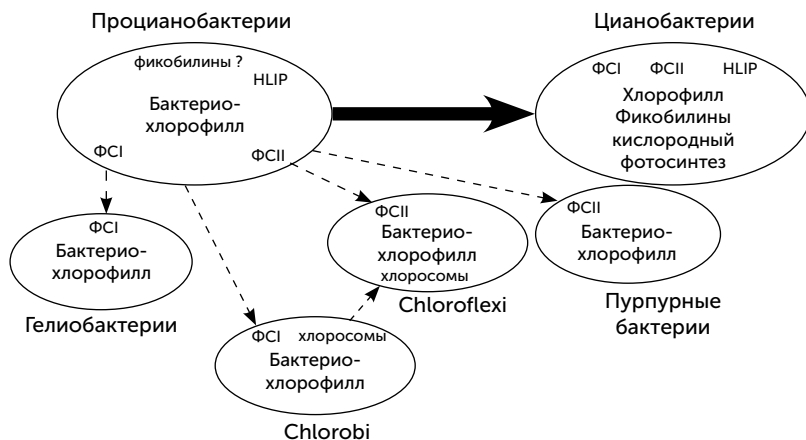 Процианобактерии
фикобилины ?
HLIP
Бактерио-
хлорофилл
ФСI
ФСII
Цианобактерии
ФСI ФСII HLIP
Хлорофилл
Фикобилины
кислородный
фотосинтез
ФСI
Бактерио-
хлорофилл
Гелиобактерии
ФСII
Бактерио-
хлорофилл
хлоросомы
Chloroflexi
ФСII
Бактерио-
хлорофилл
Пурпурные
бактерии
ФСI хлоросомы
Бактерио-
хлорофилл
Chlorobi